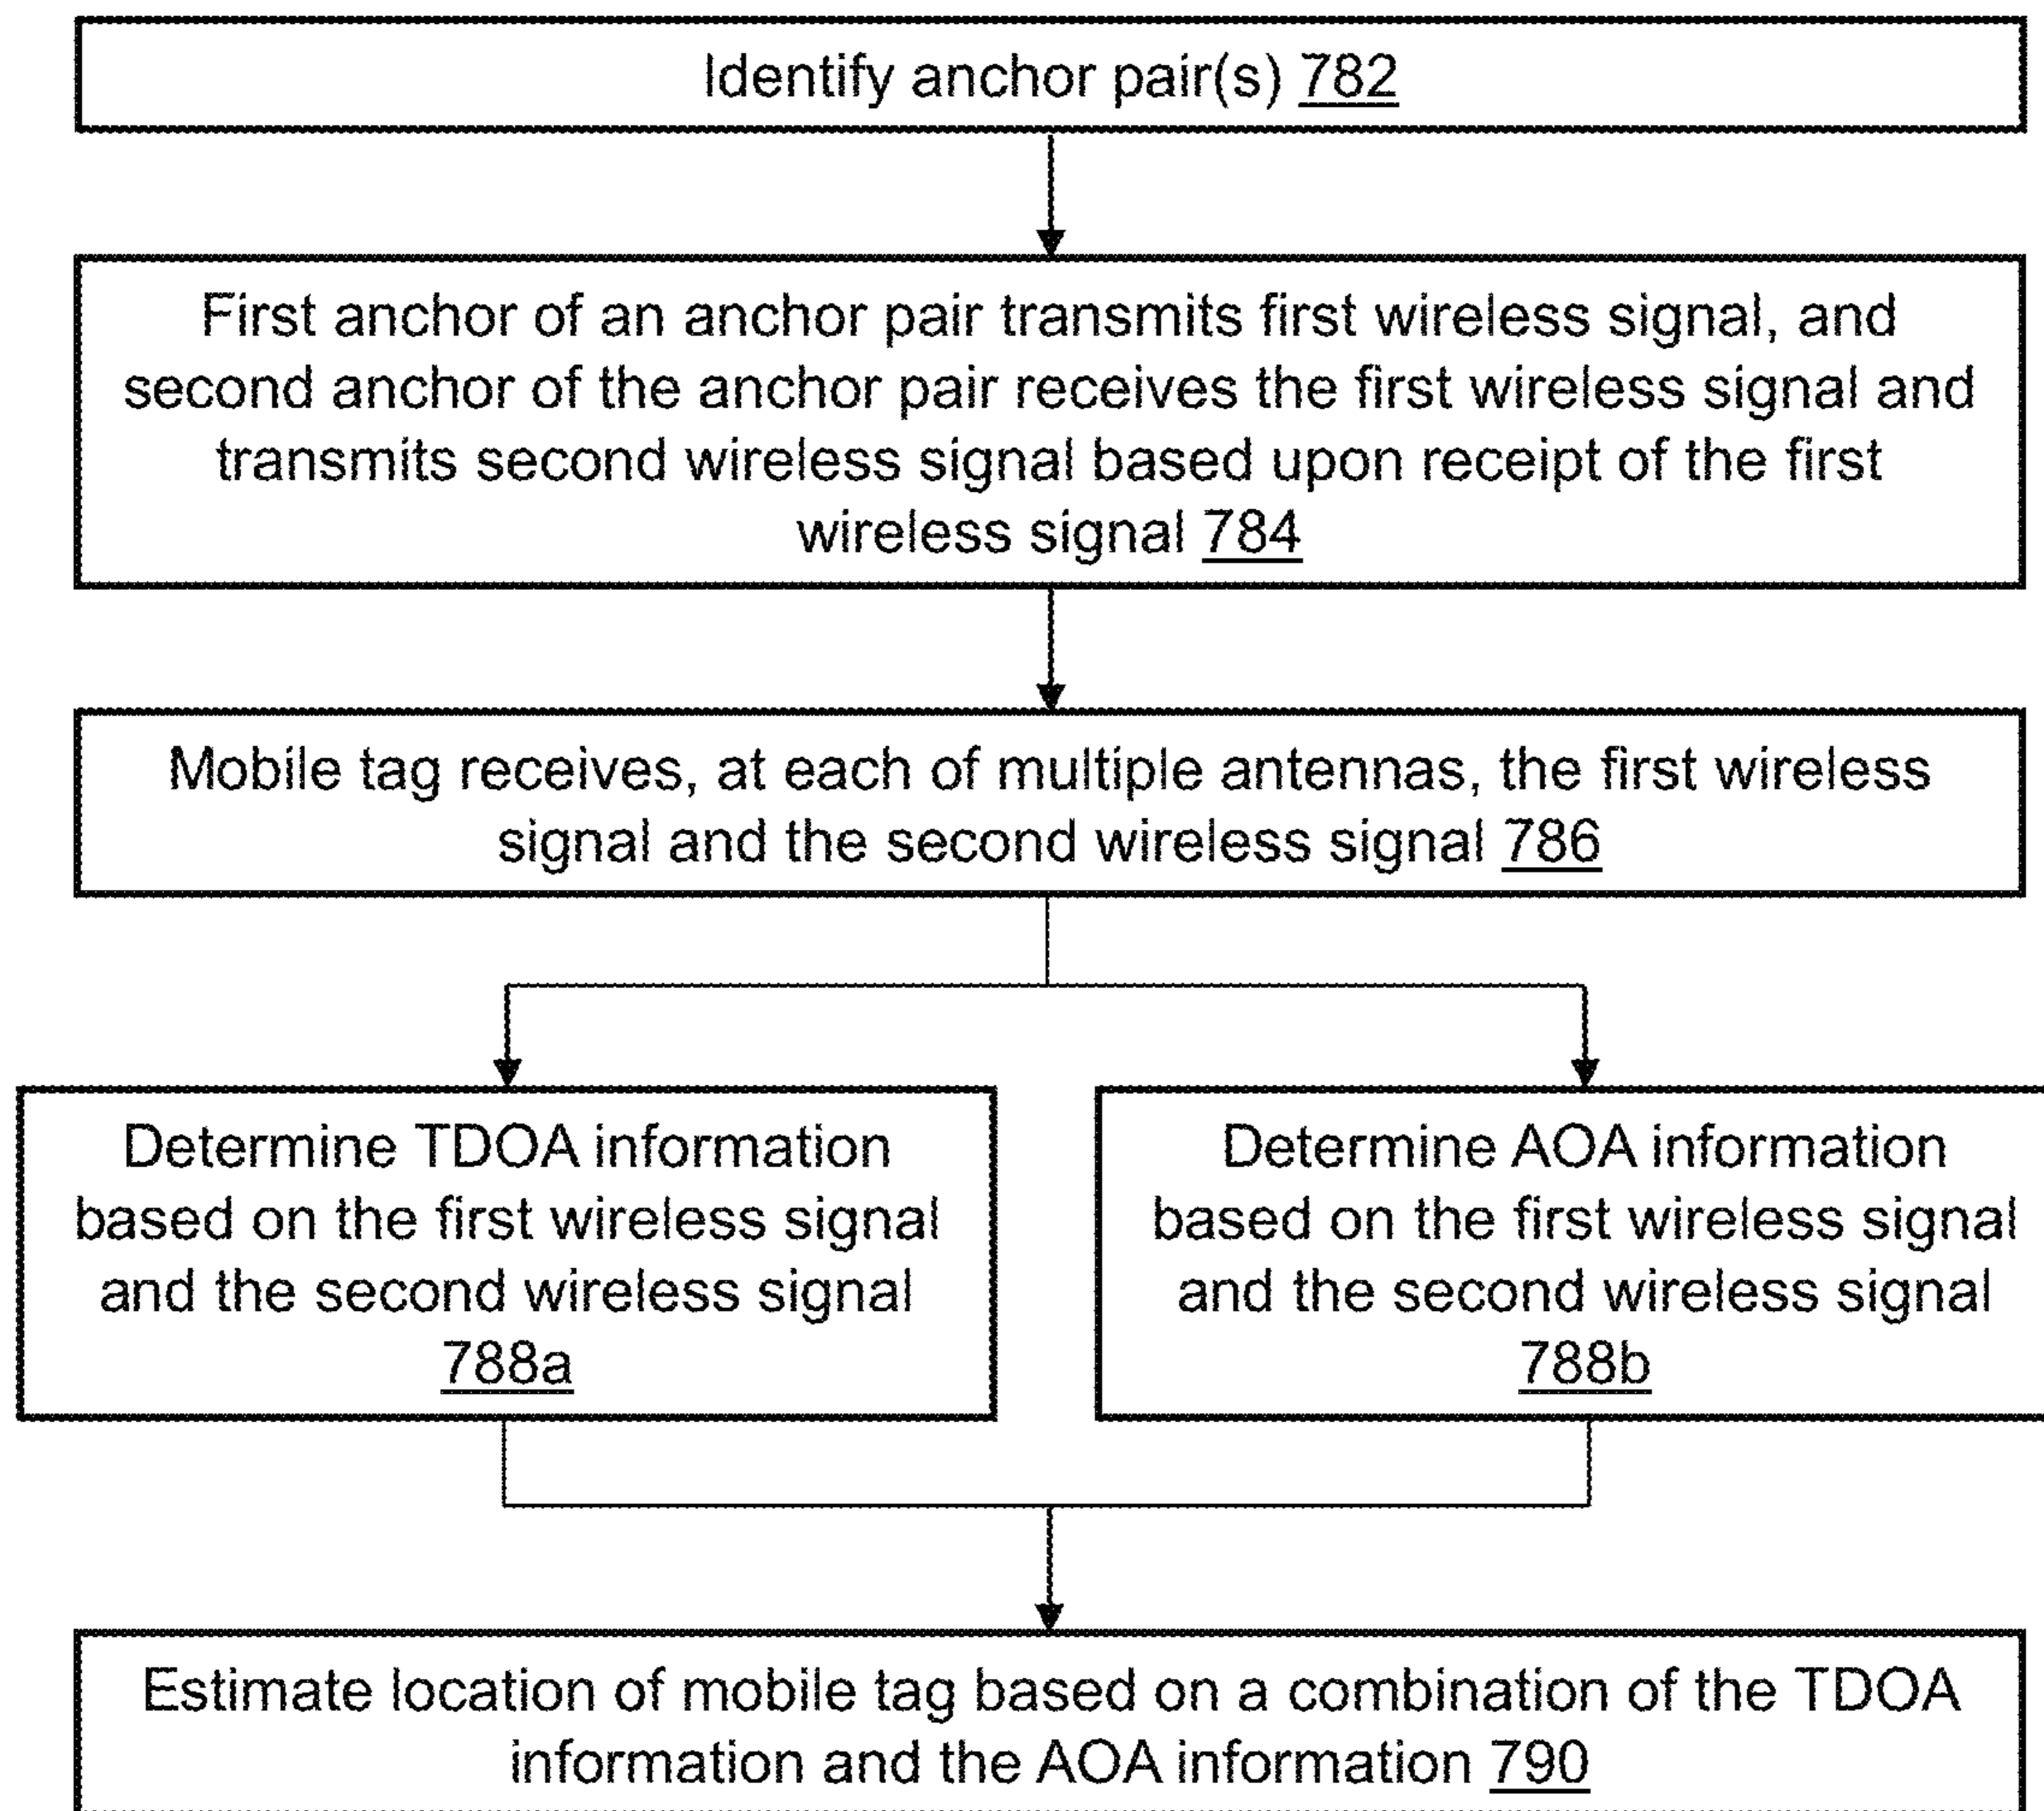 Identify anchor pair(s) 782
First anchor of an anchor pair transmits first wireless signal, and
second anchor of the anchor pair receives the first wireless signal and
transmits second wireless signal based upon receipt of the first
wireless signal 784
Mobile tag receives, at each of multiple antennas, the first wireless
signal and the second wireless signal 786
Determine TDOA information
based on the first wireless signal
and the second wireless signal
788a
Determine AOA information
based on the first wireless signal
and the second wireless signal
788b
Estimate location of mobile tag based on a combination of the TDOA
information and the AOA information 790